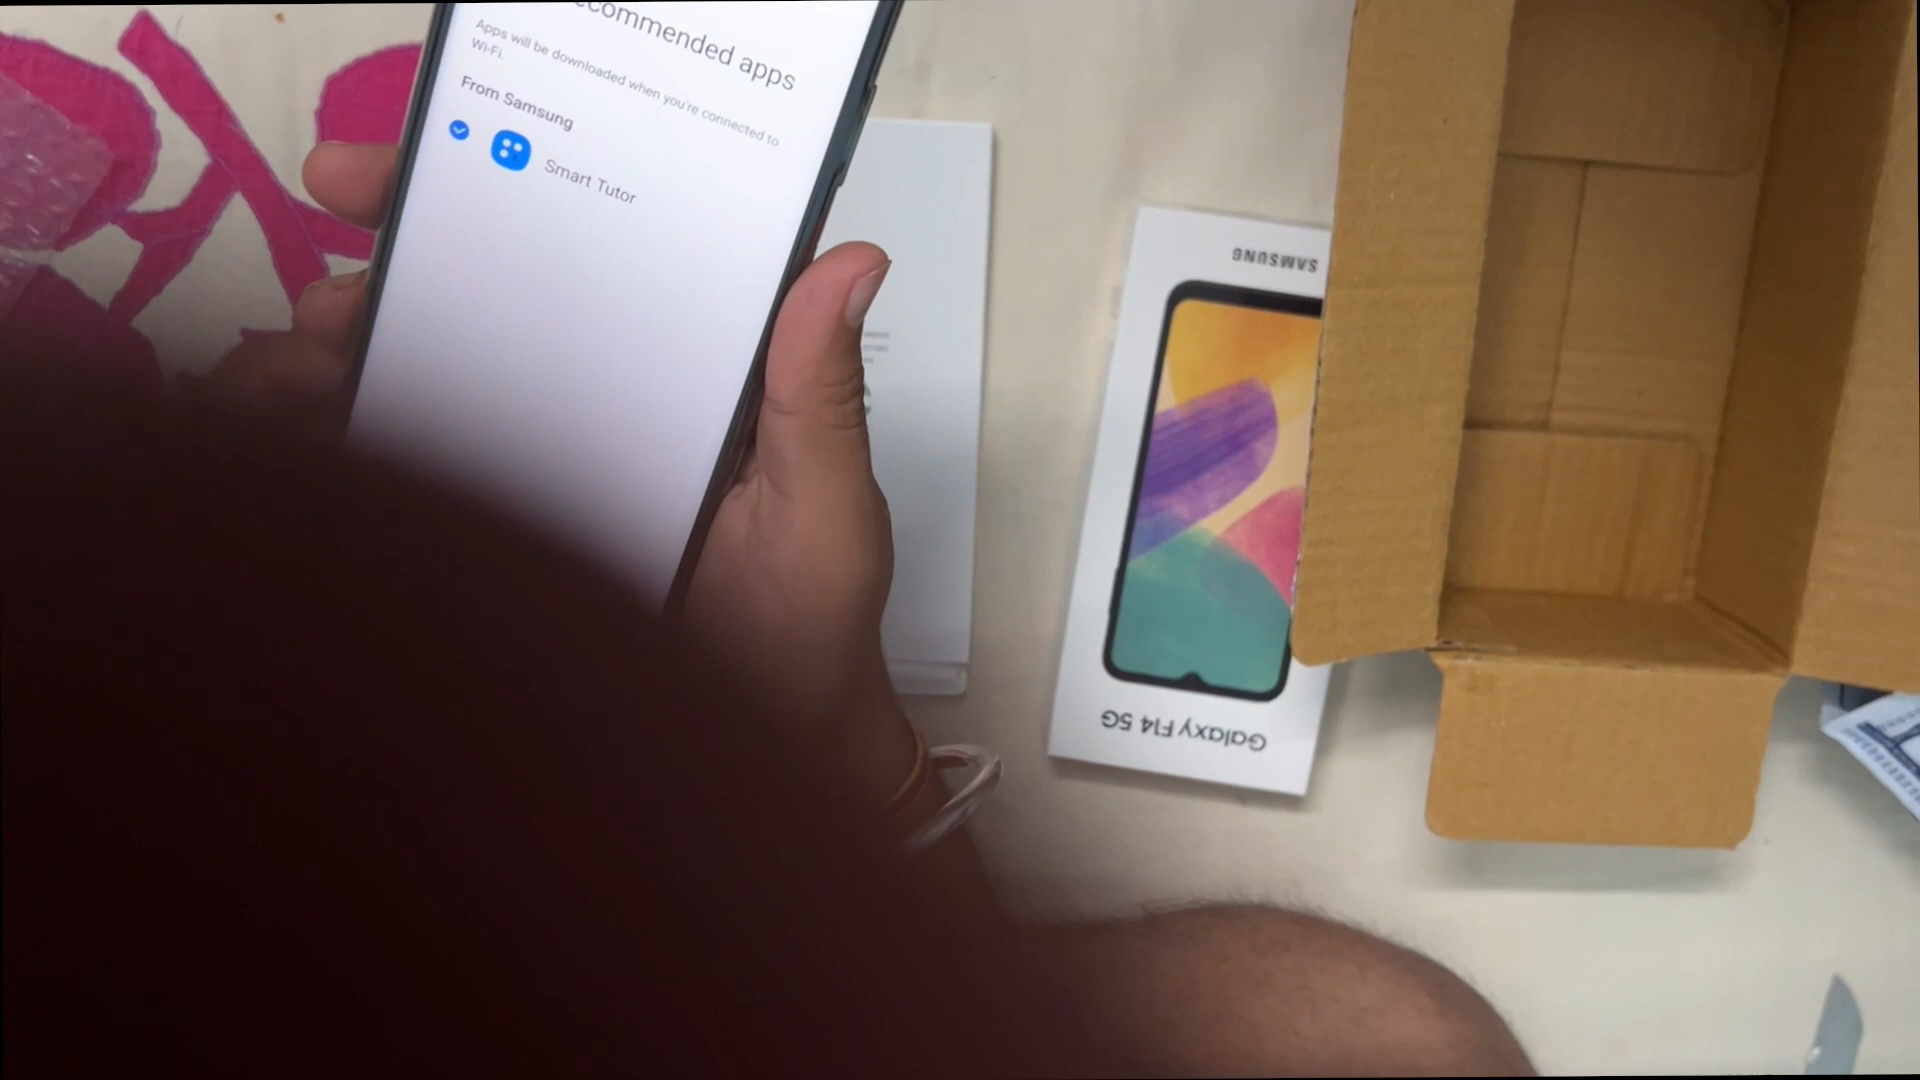 ecommended apps
Apps will be downloaded when you're connected to
Wi-Fi.
From Samsung
Smart Tutor
SAMSUNG
Galaxy F14 5G